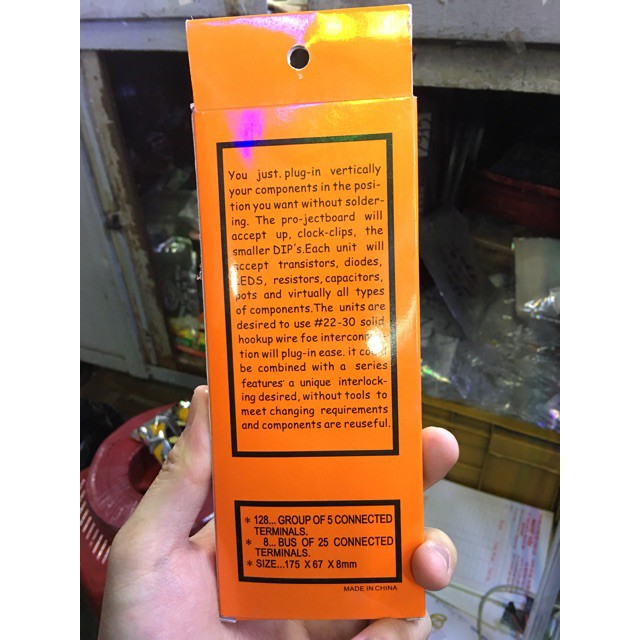 You just. plug-in vertically
your components in the posi-
tion you want without solder-
ing. The pro-jectboard will
accept up, clock-clips, the
smaller DIP's.Each unit will
accept transistors, diodes,
LEDS, resistors, capacitors,
pots and virtually all types
of components.The units are
desired to use #22-30 solid
hookup wire foe interconnec-
tion will plug-in ease. it could
be combined with a series
features a unique interlock-
ing desired, without tools to
meet changing requirements
and components are reuseful.
* 128... GROUP OF 5 CONNECTED
TERMINALS.
* 8... BUS OF 25 CONNECTED
TERMINALS.
* SIZE...175 X 67 X 8mm
MADE IN CHINA